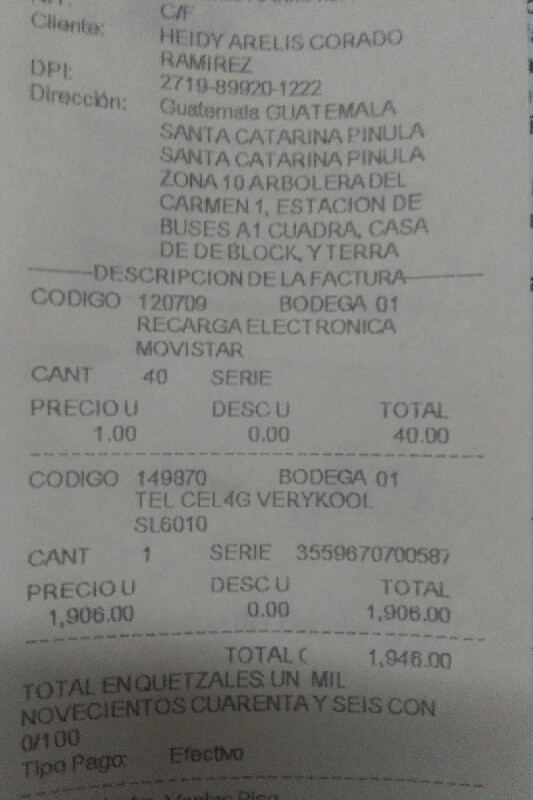 C/F
Cliente: HEIDY ARELIS CORADO
RAMIREZ
DPI: 2719-89920-1222
Dirección: Guatemala GUATEMALA
SANTA CATARINA PINULA
SANTA CATARINA PINULA
ZONA 10 ARBOLERA DEL
CARMEN 1, ESTACION DE
BUSES A1 CUADRA, CASA
DE DE BLOCK, Y TERRA
DESCRIPCION DE LA FACTURA
CODIGO 120709 BODEGA 01
RECARGA ELECTRONICA
MOVISTAR
CANT 40 SERIE
PRECIO U DESC U TOTAL
1.00 0.00 40.00
CODIGO 149870 BODEGA 01
TEL CEL4G VERYKOOL
SL6010
CANT 1 SERIE 3559670700587
PRECIO U DESC U TOTAL
1,906.00 0.00 1,906.00
TOTAL Q 1,946.00
TOTAL EN QUETZALES: UN MIL
NOVECIENTOS CUARENTA Y SEIS CON
0/100
Tipo Pago: Efectivo